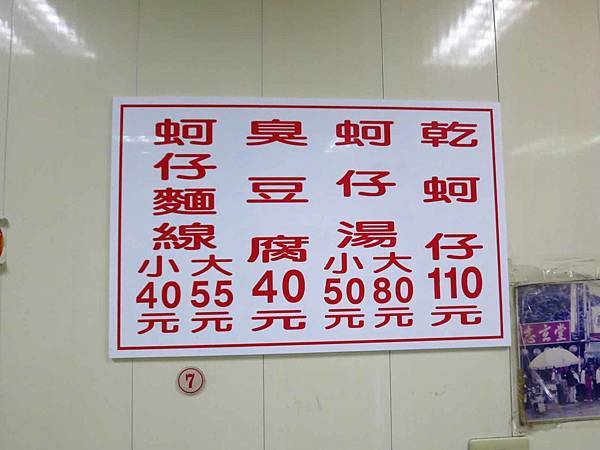 乾蚵仔110元
蚵仔湯
大80元
小50元
臭豆腐40元
蚵仔麵線
大55元
小40元
7